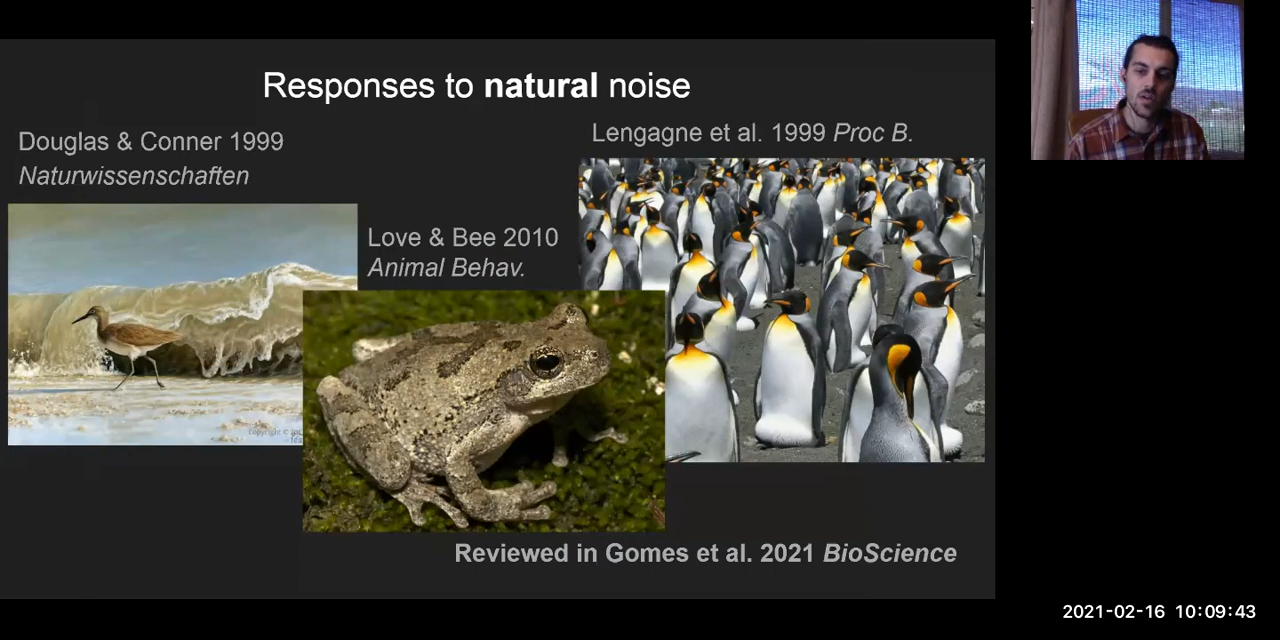 Responses to natural noise
Douglas & Conner 1999
Naturwissenschaften
Lengagne et al. 1999 Proc B.
Love & Bee 2010
Animal Behav.
Copyright ©
Reviewed in Gomes et al. 2021 BioScience
2021-02-16 10:09:43